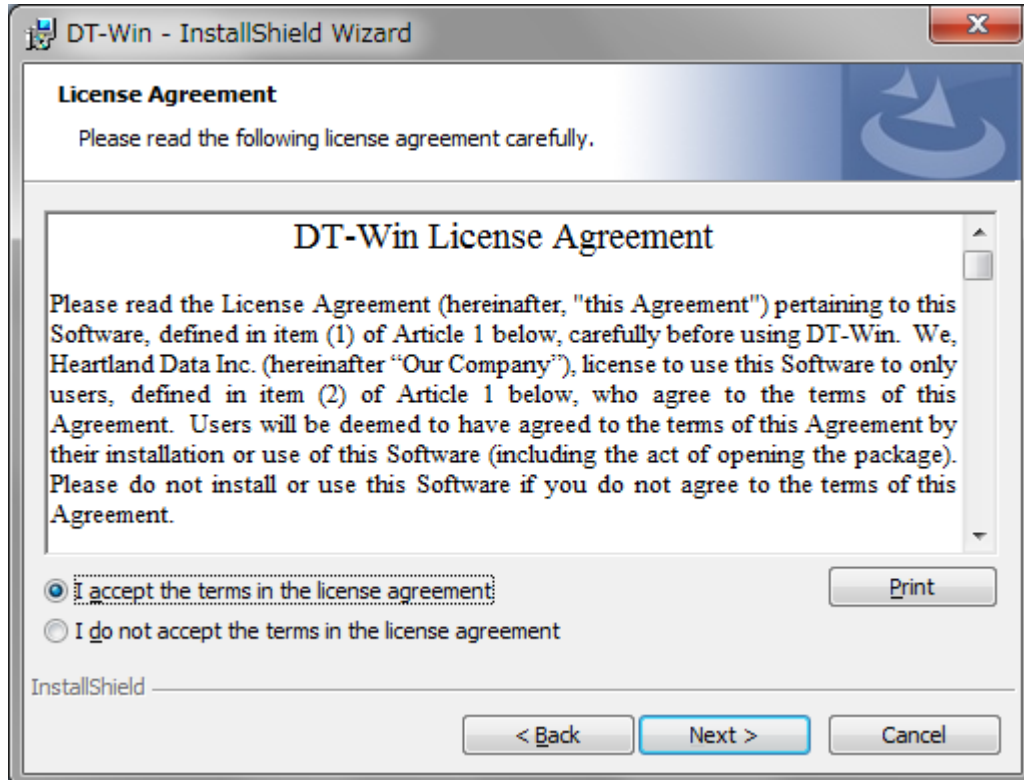 DT-Win - InstallShield Wizard
License Agreement
Please read the following license agreement carefully.
DT-Win License Agreement
Please read the License Agreement (hereinafter, "this Agreement") pertaining to this
Software, defined in item (1) of Article 1 below, carefully before using DT-Win.  We,
Heartland Data Inc. (hereinafter “Our Company”), license to use this Software to only
users, defined in item (2) of Article 1 below, who agree to the terms of this
Agreement.  Users will be deemed to have agreed to the terms of this Agreement by
their installation or use of this Software (including the act of opening the package).
Please do not install or use this Software if you do not agree to the terms of this
Agreement.
I accept the terms in the license agreement
Print
I do not accept the terms in the license agreement
InstallShield
< Back
Next >
Cancel